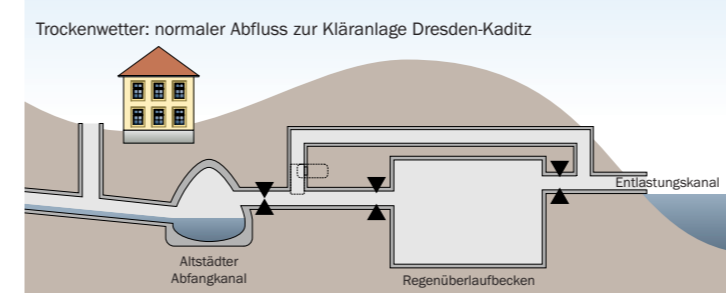 Trockenwetter: normaler Abfluss zur Kläranlage Dresden-Kaditz
Entlastungskanal
Altstädter
Abfangkanal
Regenüberlaufbecken